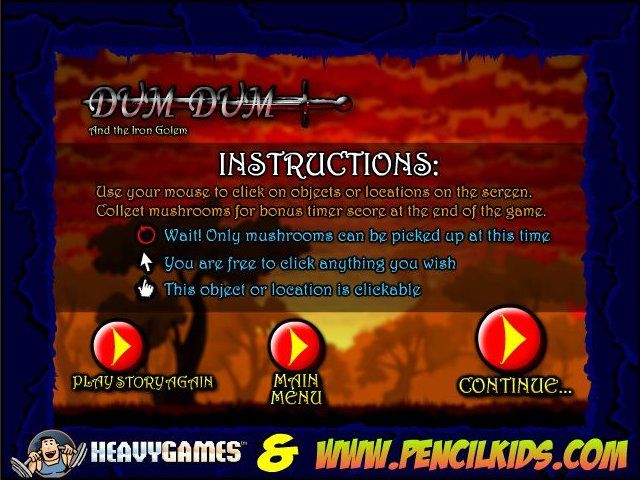 DUM DUM
And the Iron Golem
INSTRUCTIONS:
Use your mouse to click on objects or locations on the screen.
Collect mushrooms for bonus timer score at the end of the game.
Wait! Only mushrooms can be picked up at this time
You are free to click anything you wish
This object or location is clickable
PLAY STORY AGAIN
MAIN
MENU
CONTINUE...
HEAVYGAMES™ & WWW.PENCILKIDS.COM